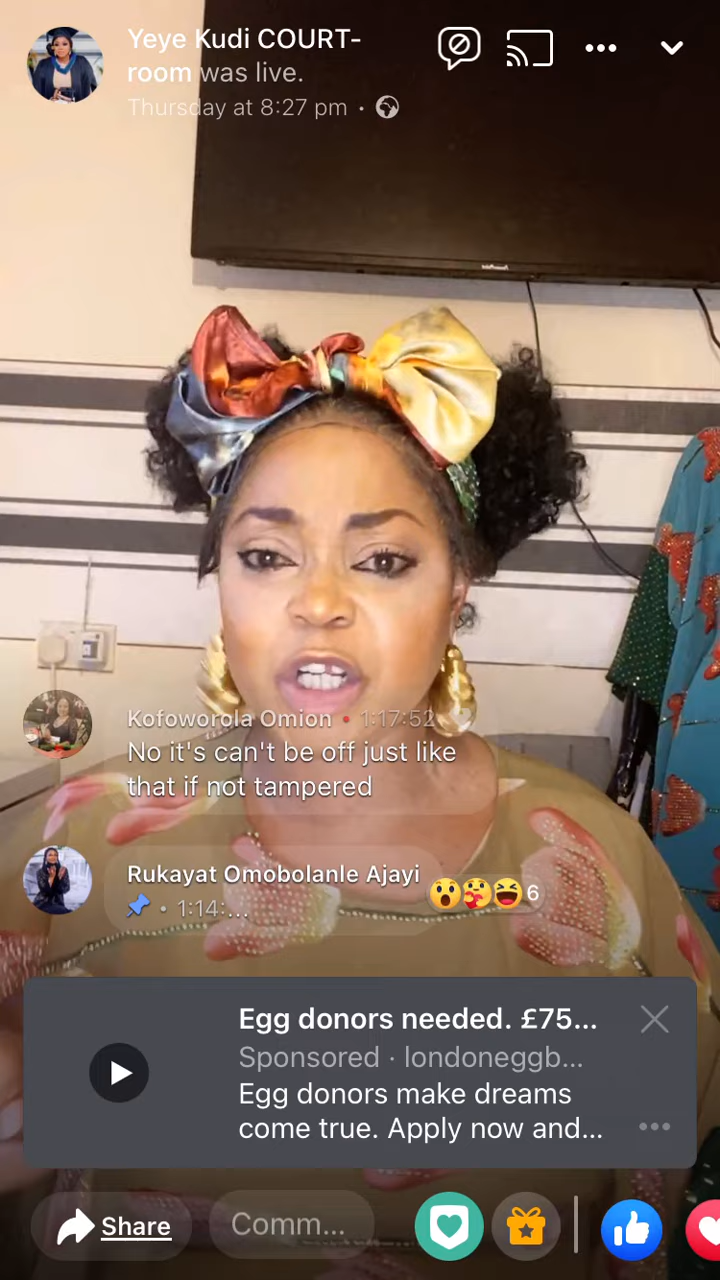 Yeye Kudi COURT-
room was live.
Thursday at 8:27 pm ·
Kofoworola Omion • 1:17:52
No it's can't be off just like
that if not tampered
Rukayat Omobolanle Ajayi
• 1:14:...
6
Egg donors needed. £75...
Sponsored · londoneggb...
Egg donors make dreams
come true. Apply now and...
Share
Comm...